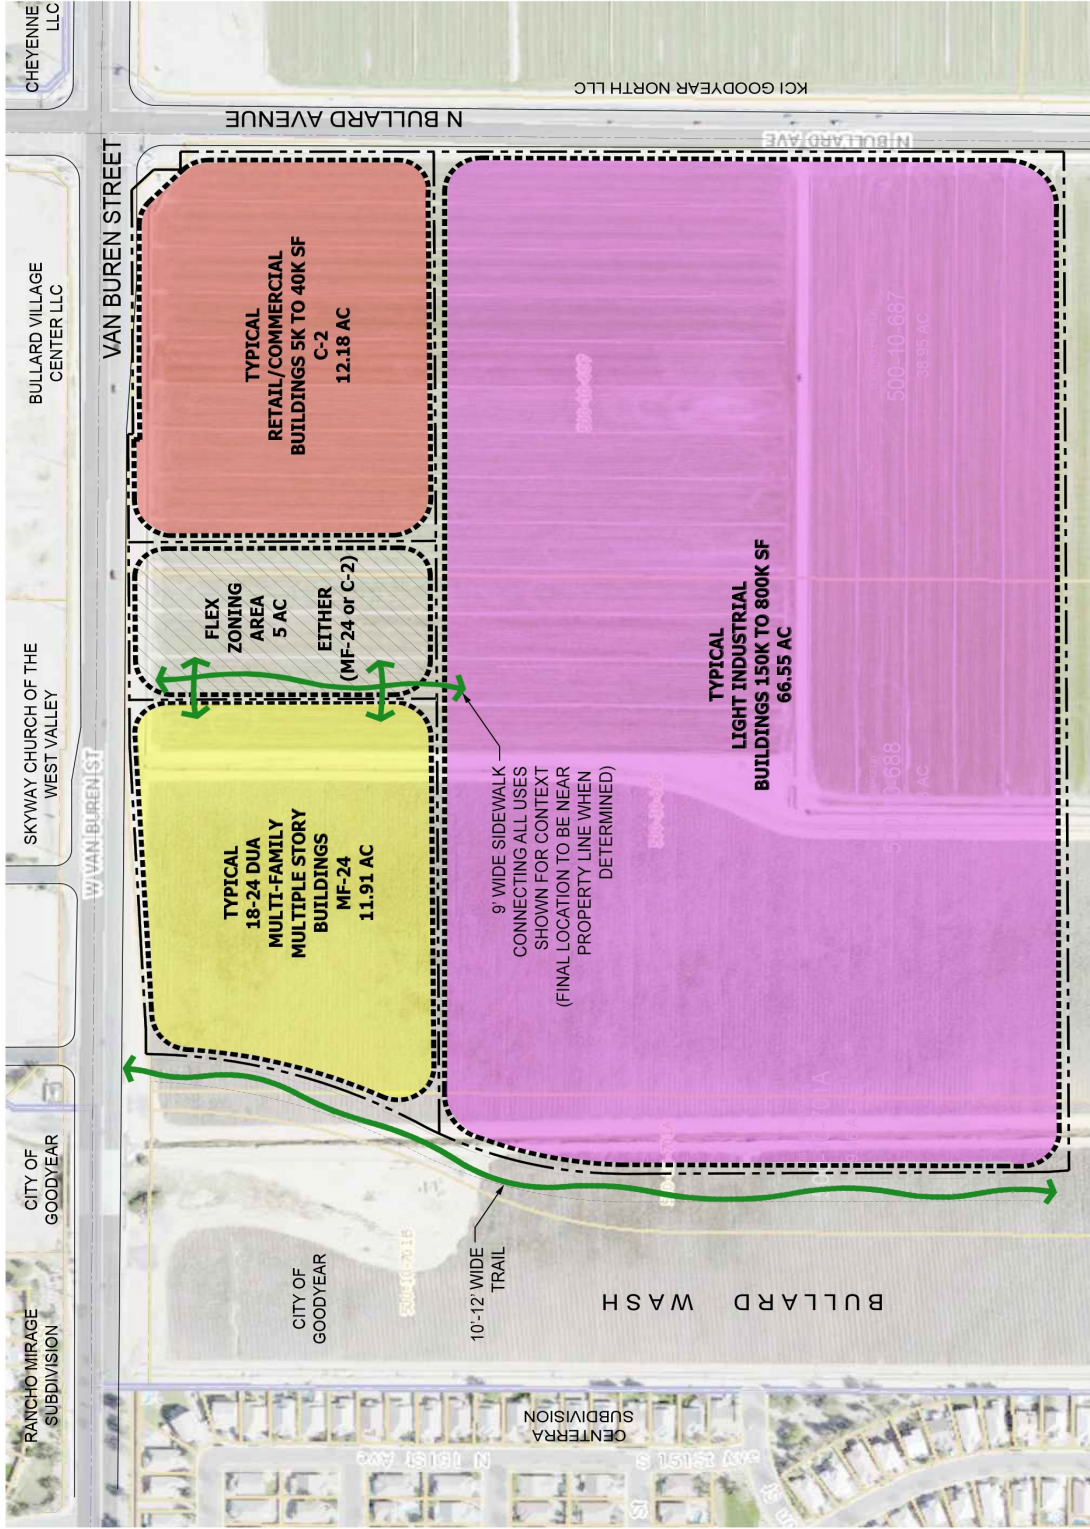 RANCHO MIRAGE
SUBDIVISION
CITY OF
GOODYEAR
SKYWAY CHURCH OF THE
WEST VALLEY
BULLARD VILLAGE
CENTER LLC
CHEYENNE
LLC
W VAN BUREN ST
VAN BUREN STREET
N BULLARD AVENUE
N BULLARD AVE
KCI GOODYEAR NORTH LLC
TYPICAL
18-24 DUA
MULTI-FAMILY
MULTIPLE STORY
BUILDINGS
MF-24
11.91 AC
FLEX
ZONING
AREA
5 AC
EITHER
(MF-24 or C-2)
TYPICAL
RETAIL/COMMERCIAL
BUILDINGS 5K TO 40K SF
C-2
12.18 AC
CITY OF
GOODYEAR
10'-12' WIDE
TRAIL
9' WIDE SIDEWALK
CONNECTING ALL USES
SHOWN FOR CONTEXT
(FINAL LOCATION TO BE NEAR
PROPERTY LINE WHEN
DETERMINED)
TYPICAL
LIGHT INDUSTRIAL
BUILDINGS 150K TO 800K SF
66.55 AC
500-10-687
38.95 AC
BULLARD WASH
CENTERRA
SUBDIVISION
N 151ST AVE
S 151ST AVE